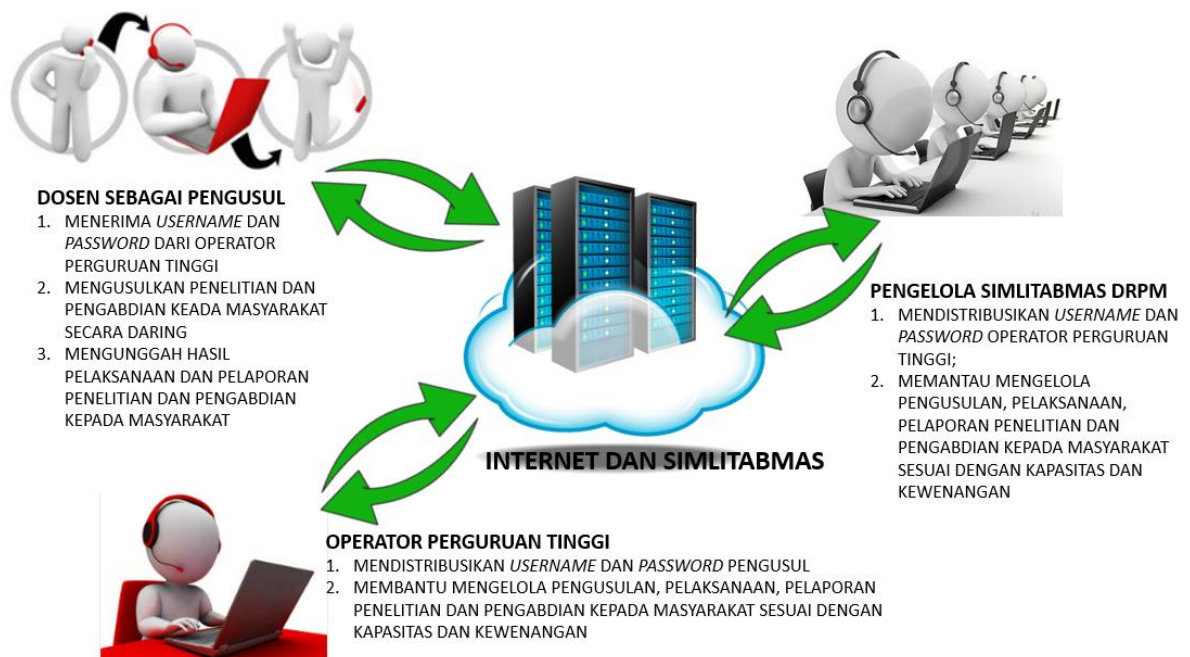 DOSEN SEBAGAI PENGUSUL
1. MENERIMA USERNAME DAN
PASSWORD DARI OPERATOR
PERGURUAN TINGGI
2. MENGUSULKAN PENELITIAN DAN
PENGABDIAN KEADA MASYARAKAT
SECARA DARING
3. MENGUNGGAH HASIL
PELAKSANAAN DAN PELAPORAN
PENELITIAN DAN PENGABDIAN
KEPADA MASYARAKAT
PENGELOLA SIMLITABMAS DRPM
1. MENDISTRIBUSIKAN USERNAME DAN
PASSWORD OPERATOR PERGURUAN
TINGGI;
2. MEMANTAU MENGELOLA
PENGUSULAN, PELAKSANAAN,
PELAPORAN PENELITIAN DAN
PENGABDIAN KEPADA MASYARAKAT
SESUAI DENGAN KAPASITAS DAN
KEWENANGAN
INTERNET DAN SIMLITABMAS
OPERATOR PERGURUAN TINGGI
1. MENDISTRIBUSIKAN USERNAME DAN PASSWORD PENGUSUL
2. MEMBANTU MENGELOLA PENGUSULAN, PELAKSANAAN, PELAPORAN
PENELITIAN DAN PENGABDIAN KEPADA MASYARAKAT SESUAI DENGAN
KAPASITAS DAN KEWENANGAN